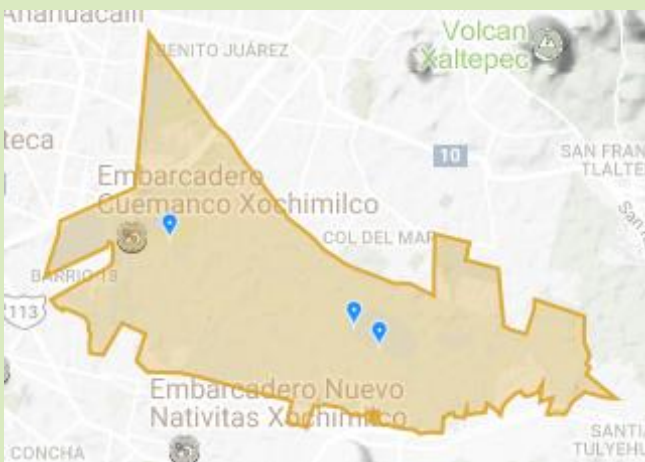 Anahuacalli
BENITO JUÁREZ
Volcan
Xaltepec
teca
10
SAN FRAN
TLALTE
Embarcadero
Cuemanco Xochimilco
COL DEL MAR
BARRIO 18
113
Embarcadero Nuevo
Nativitas Xochimilco
CONCHA
SANTI
TULYEHU